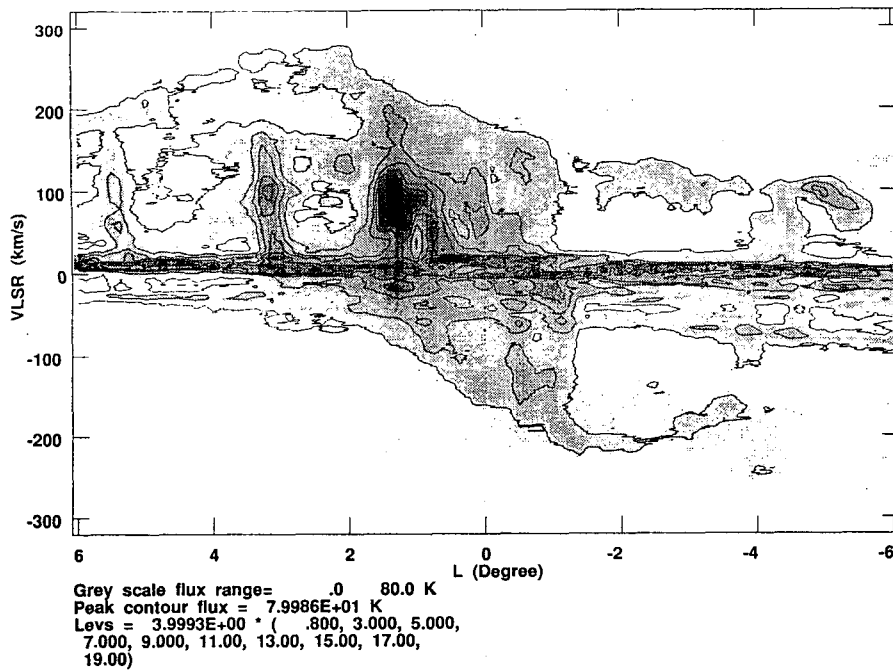 300
200
100
0
-100
-200
-300
VLSR (km/s)
6 4 2 0 -2 -4 -6
L (Degree)
Grey scale flux range= .0 80.0 K
Peak contour flux = 7.9986E+01 K
Levs = 3.9993E+00 * ( .800, 3.000, 5.000,
7.000, 9.000, 11.00, 13.00, 15.00, 17.00,
19.00)